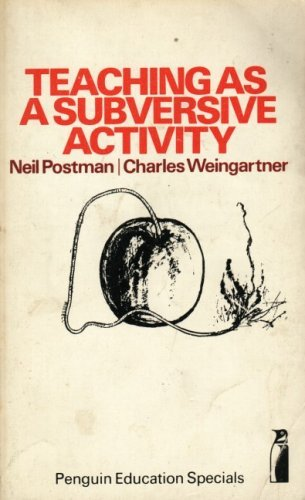 TEACHING AS
A SUBVERSIVE
ACTIVITY
Neil Postman | Charles Weingartner
Penguin Education Specials